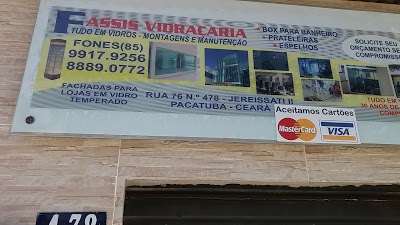 FASSIS VIDRAÇARIA
TUDO EM VIDROS - MONTAGENS E MANUTENÇÃO
FONES(85)
9917.9256
8889.0772
- BOX PARA BANHEIRO
- PRATELEIRAS
- ESPELHOS
SOLICITE SEU
ORÇAMENTO SE
COMPROMISSO
FACHADAS PARA
LOJAS EM VIDRO
TEMPERADO
RUA 76 N.º 478 - JEREISSATI II
PACATUBA - CEARÁ
TUDO EM
Aceitamos Cartões
MasterCard
VISA
478